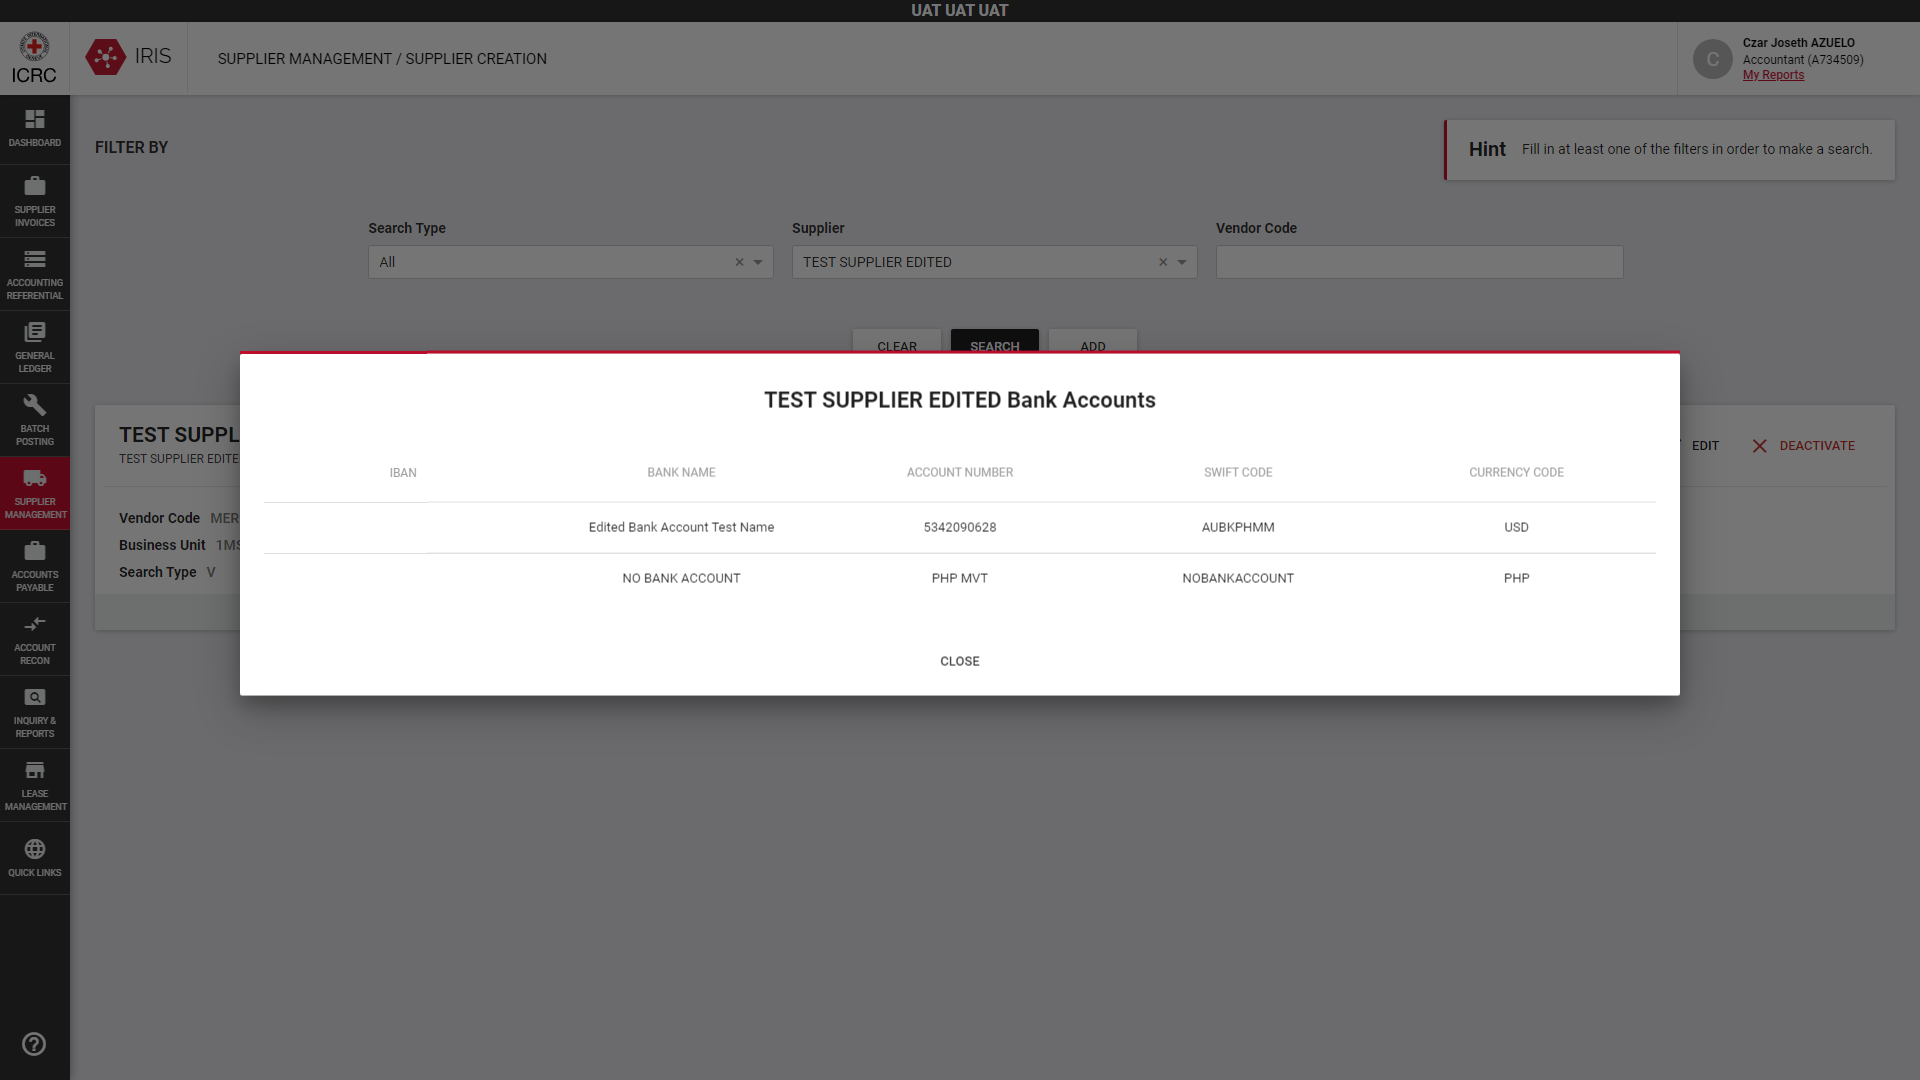 UAT UAT UAT
ICRC
IRIS
SUPPLIER MANAGEMENT / SUPPLIER CREATION
C
Czar Joseth AZUELO
Accountant (A734509)
My Reports
DASHBOARD
SUPPLIER
INVOICES
ACCOUNTING
REFERENTIAL
GENERAL
LEDGER
BATCH
POSTING
SUPPLIER
MANAGEMENT
ACCOUNTS
PAYABLE
ACCOUNT
RECON
INQUIRY &
REPORTS
LEASE
MANAGEMENT
QUICK LINKS
FILTER BY
Hint Fill in at least one of the filters in order to make a search.
Search Type Supplier Vendor Code
All TEST SUPPLIER EDITED
CLEAR SEARCH ADD
TEST SUPPL
TEST SUPPLIER EDITE
EDIT DEACTIVATE
Vendor Code MER
Business Unit 1MS
Search Type V
TEST SUPPLIER EDITED Bank Accounts
IBAN BANK NAME ACCOUNT NUMBER SWIFT CODE CURRENCY CODE
Edited Bank Account Test Name 5342090628 AUBKPHMM USD
NO BANK ACCOUNT PHP MVT NOBANKACCOUNT PHP
CLOSE